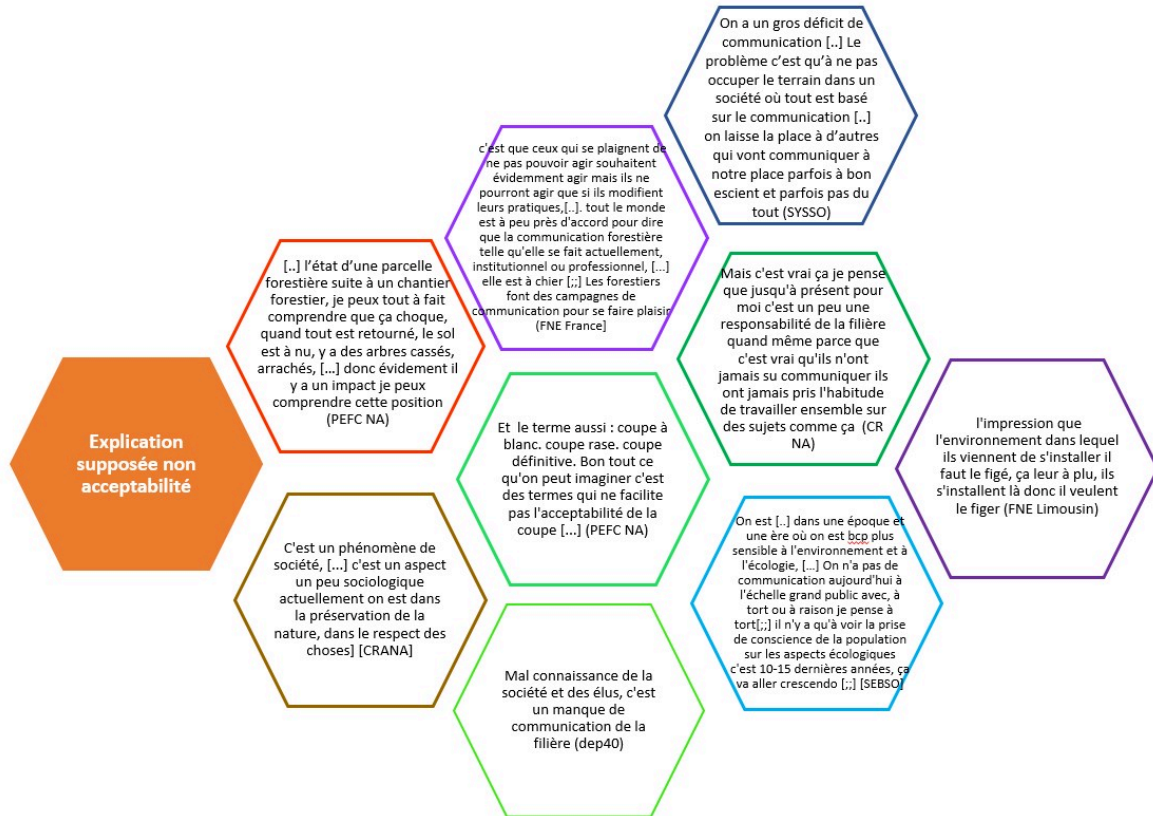 Explication
supposée non
acceptabilité
[..] l'état d'une parcelle
forestière suite à un chantier
forestier, je peux tout à fait
comprendre que ça choque,
quand tout est retourné, le sol
est à nu, y a des arbres cassés,
arrachés, […] donc évidement il
y a un impact je peux
comprendre cette position
(PEFC NA)
C'est un phénomène de
société, [...] c'est un aspect
un peu sociologique
actuellement on est dans
la préservation de la
nature, dans le respect des
choses] [CRANA]
c'est que ceux qui se plaignent de
ne pas pouvoir agir souhaitent
évidemment agir mais ils ne
pourront agir que si ils modifient
leurs pratiques,[..]. tout le monde
est à peu près d'accord pour dire
que la communication forestière
telle qu'elle se fait actuellement,
institutionnel ou professionnel, [...]
elle est à chier [;;] Les forestiers
font des campagnes de
communication pour se faire plaisir
(FNE France]
Et  le terme aussi : coupe à
blanc. coupe rase. coupe
définitive. Bon tout ce
qu'on peut imaginer c'est
des termes qui ne facilite
pas l'acceptabilité de la
coupe [...] (PEFC NA)
Mal connaissance de la
société et des élus, c'est
un manque de
communication de la
filière (dep40)
On a un gros déficit de
communication [..] Le
problème c'est qu'à ne pas
occuper le terrain dans un
société où tout est basé
sur le communication [..]
on laisse la place à d'autres
qui vont communiquer à
notre place parfois à bon
escient et parfois pas du
tout (SYSSO)
Mais c'est vrai ça je pense
que jusqu'à présent pour
moi c'est un peu une
responsabilité de la filière
quand même parce que
c'est vrai qu'ils n'ont
jamais su communiquer ils
ont jamais pris l'habitude
de travailler ensemble sur
des sujets comme ça  (CR
NA)
On est [..] dans une époque et
une ère où on est bcp plus
sensible à l'environnement et à
l'écologie, [...] On n'a pas de
communication aujourd'hui à
l'échelle grand public avec, à
tort ou à raison je pense à
tort[;;] il n'y a qu'à voir la prise
de conscience de la population
sur les aspects écologiques
c'est 10-15 dernières années, ça
va aller crescendo [;;] [SEBSO]
l'impression que
l'environnement dans lequel
ils viennent de s'installer il
faut le figé, ça leur à plu, ils
s'installent là donc il veulent
le figer (FNE Limousin)